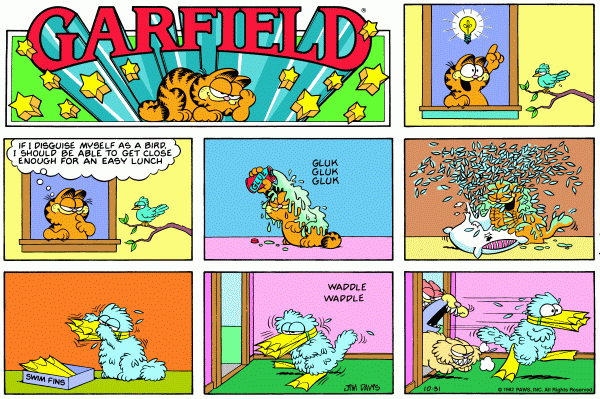 GARFIELD®
IF I DISGUISE MYSELF AS A BIRD,
I SHOULD BE ABLE TO GET CLOSE
ENOUGH FOR AN EASY LUNCH
GLUK
GLUK
GLUK
SWIM FINS
WADDLE
WADDLE
JIM DAVIS
10-31
© 1982 PAWS, INC. All Rights Reserved.